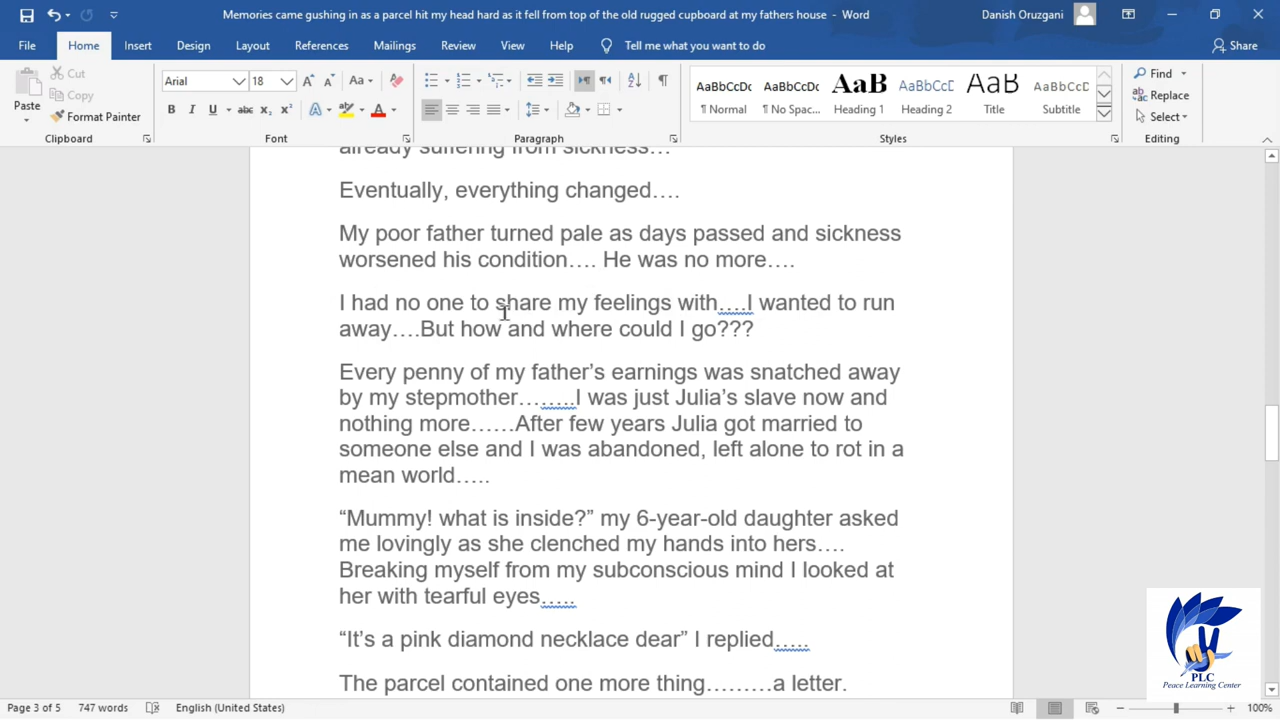 Memories came gushing in as a parcel hit my head hard as it fell from top of the old rugged cupboard at my fathers house - Word
Danish Oruzgani
File Home Insert Design Layout References Mailings Review View Help Tell me what you want to do Share
Cut
Copy
Format Painter
Paste
Clipboard
Arial 18
Font
Paragraph
AaBbCcDc AaBbCcDc AaB AaBbCcD AaB AaBbCcD
¶ Normal ¶ No Spac... Heading 1 Heading 2 Title Subtitle
Styles
Find
Replace
Select
Editing
already suffering from sickness…
Eventually, everything changed….
My poor father turned pale as days passed and sickness
worsened his condition…. He was no more….
I had no one to share my feelings with….I wanted to run
away….But how and where could I go???
Every penny of my father’s earnings was snatched away
by my stepmother……..I was just Julia’s slave now and
nothing more……After few years Julia got married to
someone else and I was abandoned, left alone to rot in a
mean world…..
“Mummy! what is inside?” my 6-year-old daughter asked
me lovingly as she clenched my hands into hers….
Breaking myself from my subconscious mind I looked at
her with tearful eyes…..
“It’s a pink diamond necklace dear” I replied…..
The parcel contained one more thing………a letter.
PLC
Peace Learning Center
Page 3 of 5 747 words English (United States) 100%